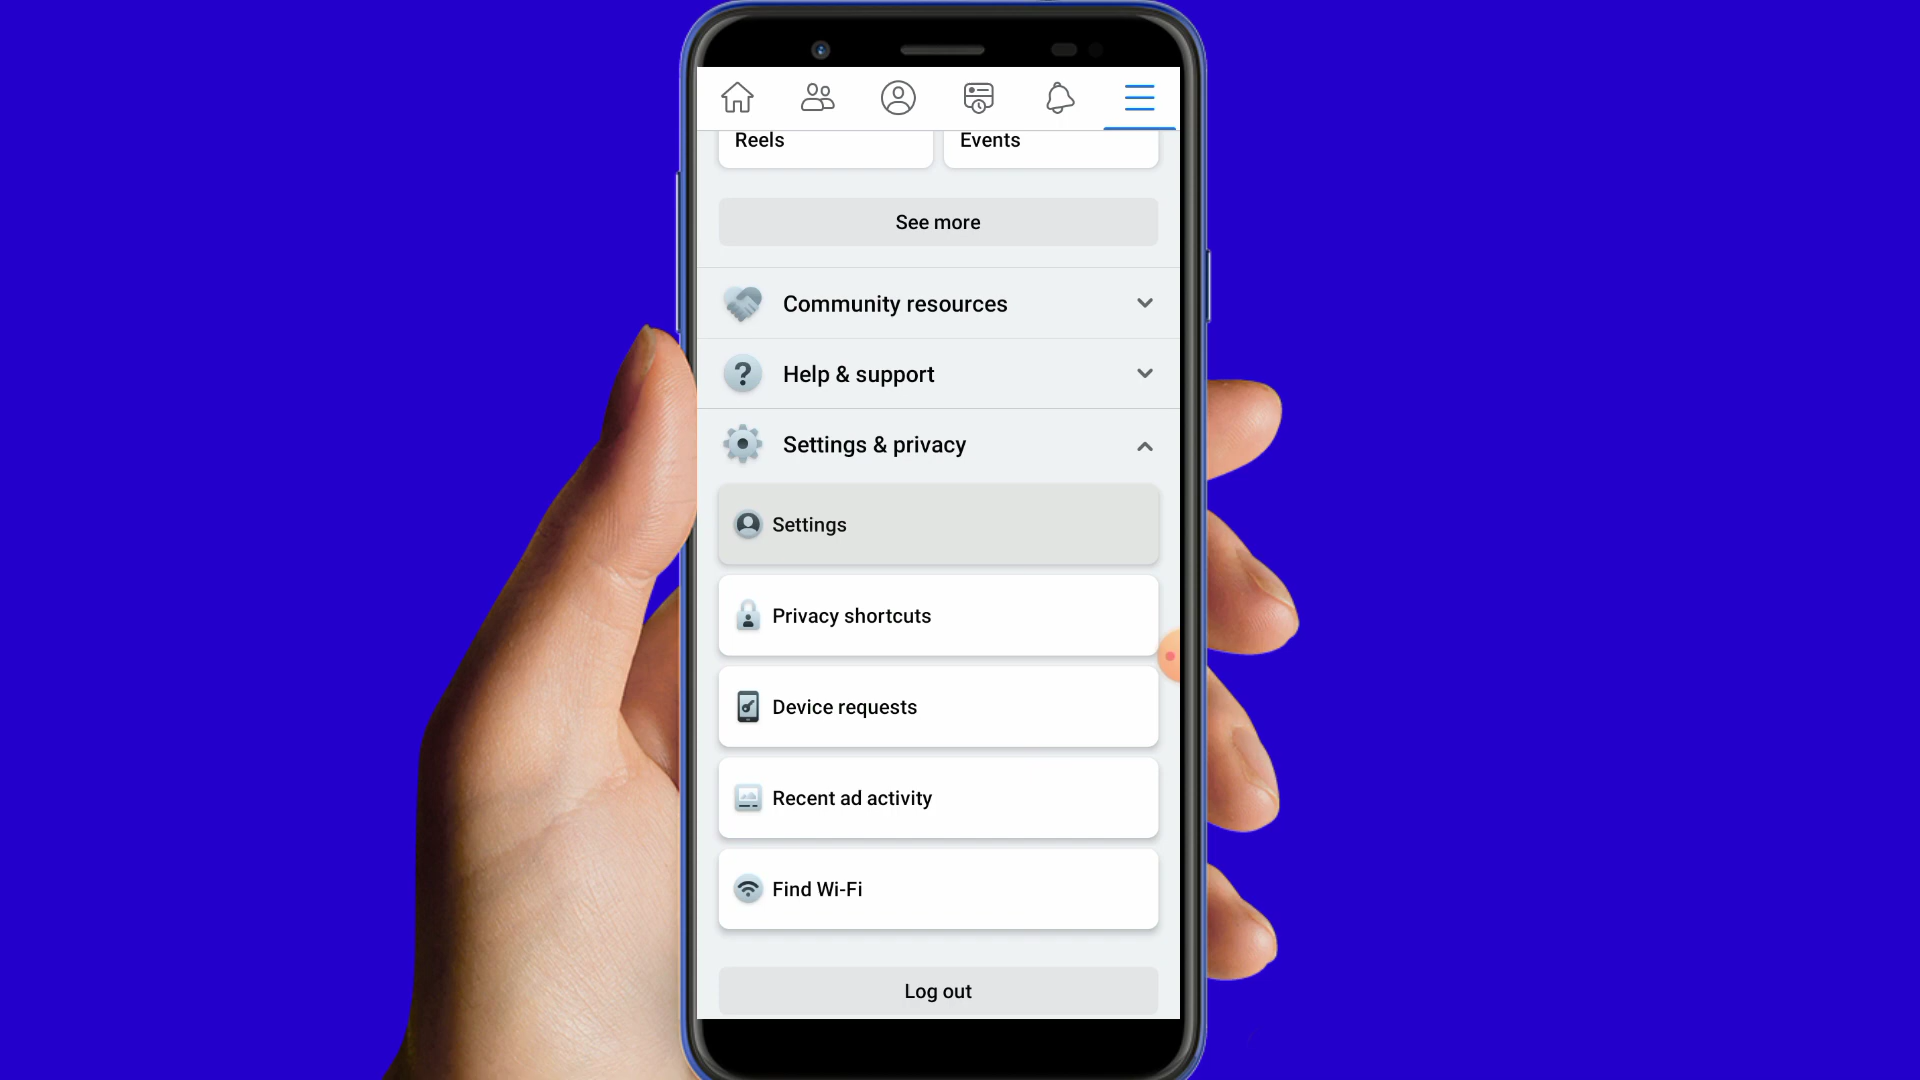 Reels
Events
See more
Community resources
Help & support
Settings & privacy
Settings
Privacy shortcuts
Device requests
Recent ad activity
Find Wi-Fi
Log out